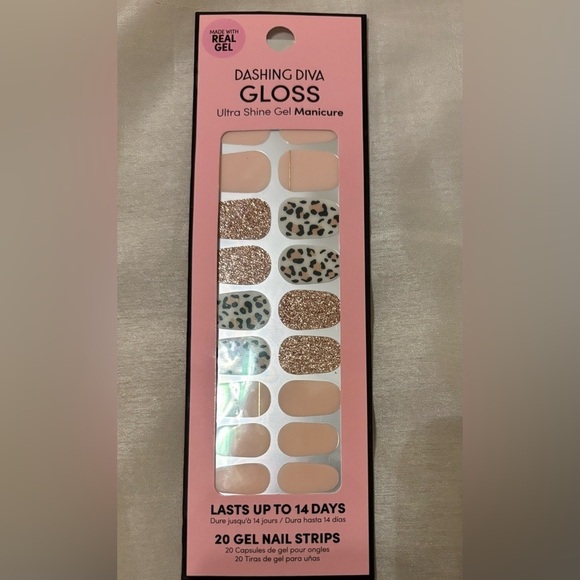 MADE WITH
REAL
GEL
DASHING DIVA
GLOSS
Ultra Shine Gel Manicure
LASTS UP TO 14 DAYS
Dure jusqu'à 14 jours / Dura hasta 14 días
20 GEL NAIL STRIPS
20 Capsules de gel pour ongles
20 Tiras de gel para uñas